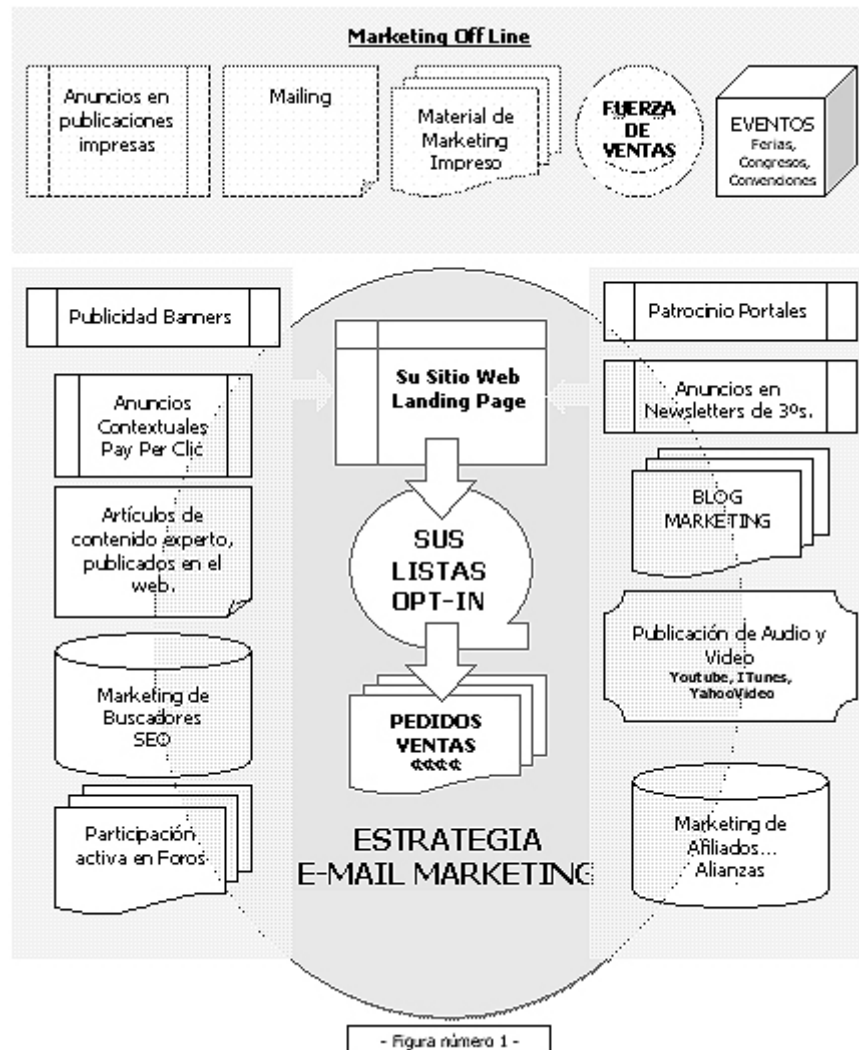 Marketing Off Line
Anuncios en
publicaciones
impresas
Mailing
Material de
Marketing
Impreso
FUERZA
DE
VENTAS
EVENTOS
Ferias,
Congresos,
Convenciones
Publicidad Banners
Anuncios
Contextuales
Pay Per Clic
Artículos de
contenido experto,
publicados en el
web.
Marketing de
Buscadores
SEO
Participación
activa en Foros
Su Sitio Web
Landing Page
SUS
LISTAS
OPT-IN
PEDIDOS
VENTAS
€€€€
ESTRATEGIA
E-MAIL MARKETING
Patrocinio Portales
Anuncios en
Newsletters de 3ºs.
BLOG
MARKETING
Publicación de Audio y
Video
Youtube, ITunes,
YahooVideo
Marketing de
Afiliados...
Alianzas
- Figura número 1 -